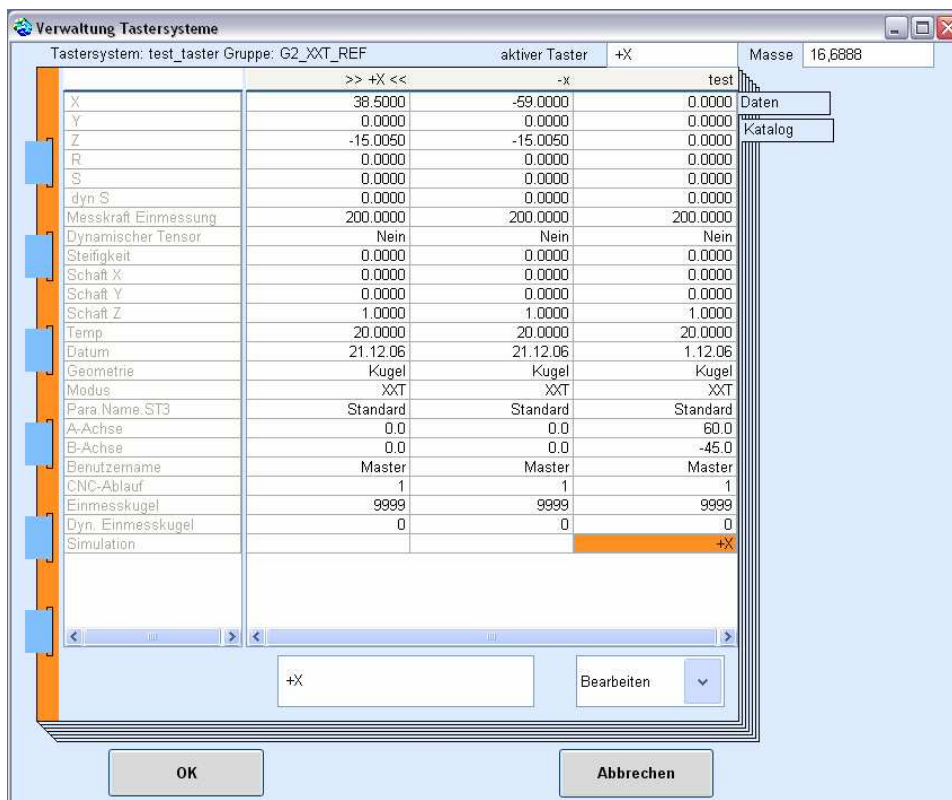 Verwaltung Tastersysteme
Tastersystem: test_taster Gruppe: G2_XXT_REF aktiver Taster +X Masse 16,6888
>> +X << -x test
X 38.5000 -59.0000 0.0000 Daten
Y 0.0000 0.0000 0.0000
Katalog
Z -15.0050 -15.0050 0.0000
R 0.0000 0.0000 0.0000
S 0.0000 0.0000 0.0000
dyn S 0.0000 0.0000 0.0000
Messkraft Einmessung 200.0000 200.0000 200.0000
Dynamischer Tensor Nein Nein Nein
Steifigkeit 0.0000 0.0000 0.0000
Schaft X 0.0000 0.0000 0.0000
Schaft Y 0.0000 0.0000 0.0000
Schaft Z 1.0000 1.0000 1.0000
Temp 20.0000 20.0000 20.0000
Datum 21.12.06 21.12.06 1.12.06
Geometrie Kugel Kugel Kugel
Modus XXT XXT XXT
Para.Name.ST3 Standard Standard Standard
A-Achse 0.0 0.0 60.0
B-Achse 0.0 0.0 -45.0
Benutzername Master Master Master
CNC-Ablauf 1 1 1
Einmesskugel 9999 9999 9999
Dyn. Einmesskugel 0 0 0
Simulation +X
+X Bearbeiten
OK Abbrechen